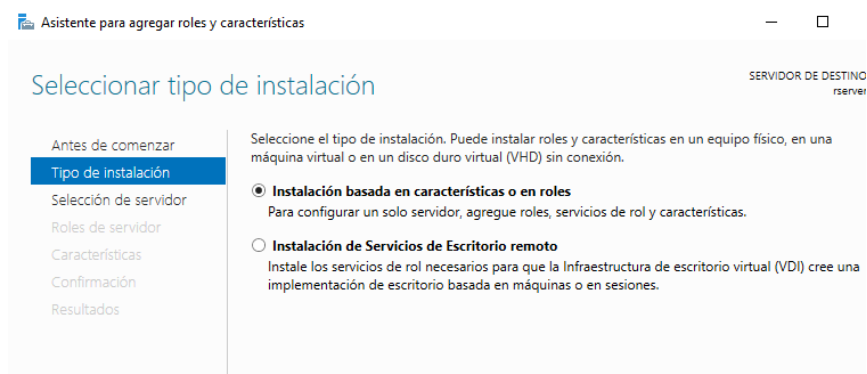 Asistente para agregar roles y características
Seleccionar tipo de instalación
SERVIDOR DE DESTINO
rserver
Antes de comenzar
Tipo de instalación
Selección de servidor
Roles de servidor
Características
Confirmación
Resultados
Seleccione el tipo de instalación. Puede instalar roles y características en un equipo físico, en una
máquina virtual o en un disco duro virtual (VHD) sin conexión.
Instalación basada en características o en roles
Para configurar un solo servidor, agregue roles, servicios de rol y características.
Instalación de Servicios de Escritorio remoto
Instale los servicios de rol necesarios para que la Infraestructura de escritorio virtual (VDI) cree una
implementación de escritorio basada en máquinas o en sesiones.